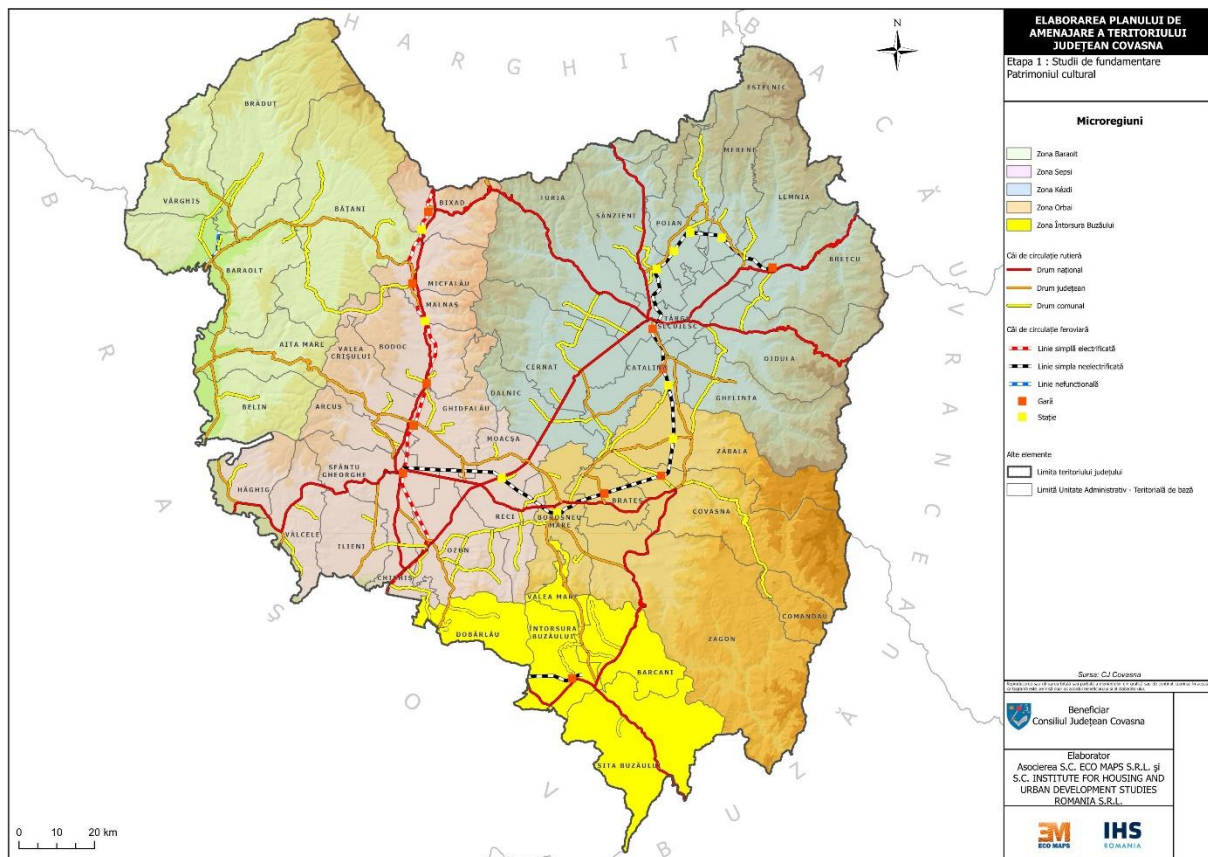 ELABORAREA PLANULUI DE
AMENAJARE A TERITORIULUI
JUDEȚEAN COVASNA
Etapa 1 : Studii de fundamentare
Patrimoniul cultural
Microregiuni
Zona Baraolt
Zona Sepsi
Zona Kézdi
Zona Orbai
Zona Întorsura Buzăului
Căi de circulație rutieră
Drum național
Drum județean
Drum comunal
Căi de circulație feroviară
Linie simplă electrificată
Linie simpla neelectrificată
Linie nefuncțională
Gară
Stație
Alte elemente
Limita teritoriului județului
Limită Unitate Administrativ - Teritorială de bază
Sursa: CJ Covasna
Beneficiar
Consiliul Județean Covasna
Elaborator
Asocierea S.C. ECO MAPS S.R.L. și
S.C. INSTITUTE FOR HOUSING AND
URBAN DEVELOPMENT STUDIES
ROMANIA S.R.L.
3M
ECO MAPS
IHS
ROMANIA
N
HARGHITA
BACĂU
VRANCEA
BUZĂU
BRAȘOV
ESTELNIC
BRĂDUȚ
MERENI
LEMNIA
VÂRGHIȘ
BĂȚANI
BIXAD
TURIA
SÂNZIENI
POIAN
BREȚCU
BARAOLT
MICFALĂU
MALNAȘ
TÂRGU
SECUIESC
AITA MARE
VALEA
CRIȘULUI
BODOC
CERNAT
CATALINA
OJDULA
DALNIC
GHELINȚA
BELIN
ARCUȘ
GHIDFALĂU
MOACȘA
ZĂBALA
SFÂNTU
GHEORGHE
HĂGHIG
BRATEȘ
COVASNA
RECI
BOROȘNEU
MARE
VÂLCELE
ILIENI
OZUN
CHICHIȘ
VALEA MARE
COMANDĂU
DOBÂRLĂU
ÎNTORSURA
BUZĂULUI
ZAGON
BARCANI
SITA BUZĂULUI
0 10 20 km